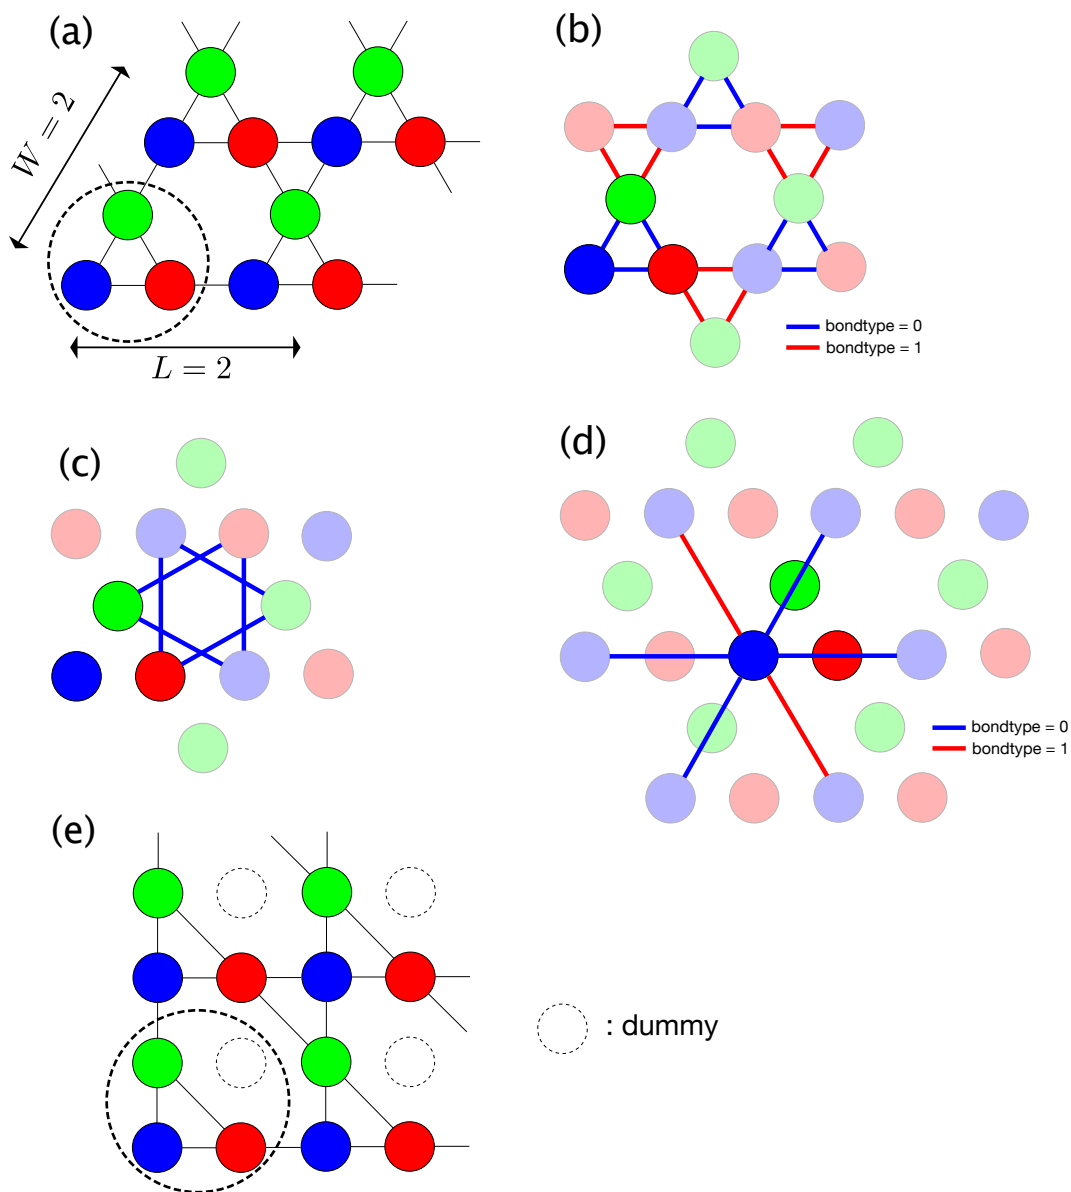 (a)
W = 2
L = 2
(b)
bondtype = 0
bondtype = 1
(c)
(d)
bondtype = 0
bondtype = 1
(e)
: dummy